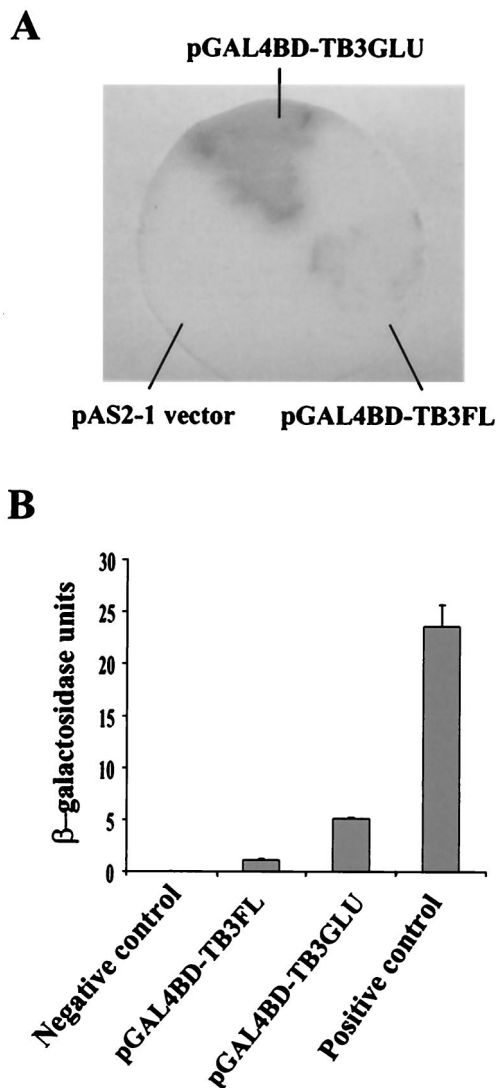 A
pGAL4BD-TB3GLU
pAS2-1 vector
pGAL4BD-TB3FL
B
β-galactosidase units
30
25
20
15
10
5
0
Negative control
pGAL4BD-TB3FL
pGAL4BD-TB3GLU
Positive control